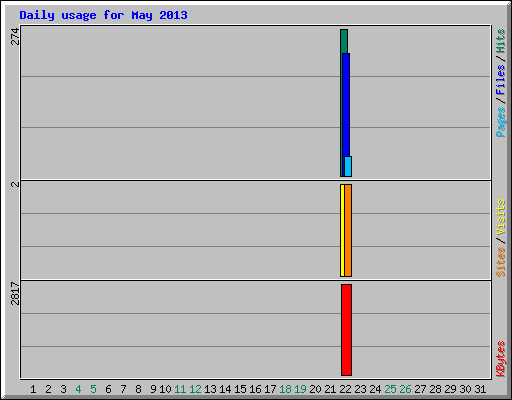 Daily usage for May 2013
274
2
2817
Pages / Files / Hits
Sites / Visits
KBytes
1 2 3 4 5 6 7 8 9 10 11 12 13 14 15 16 17 18 19 20 21 22 23 24 25 26 27 28 29 30 31